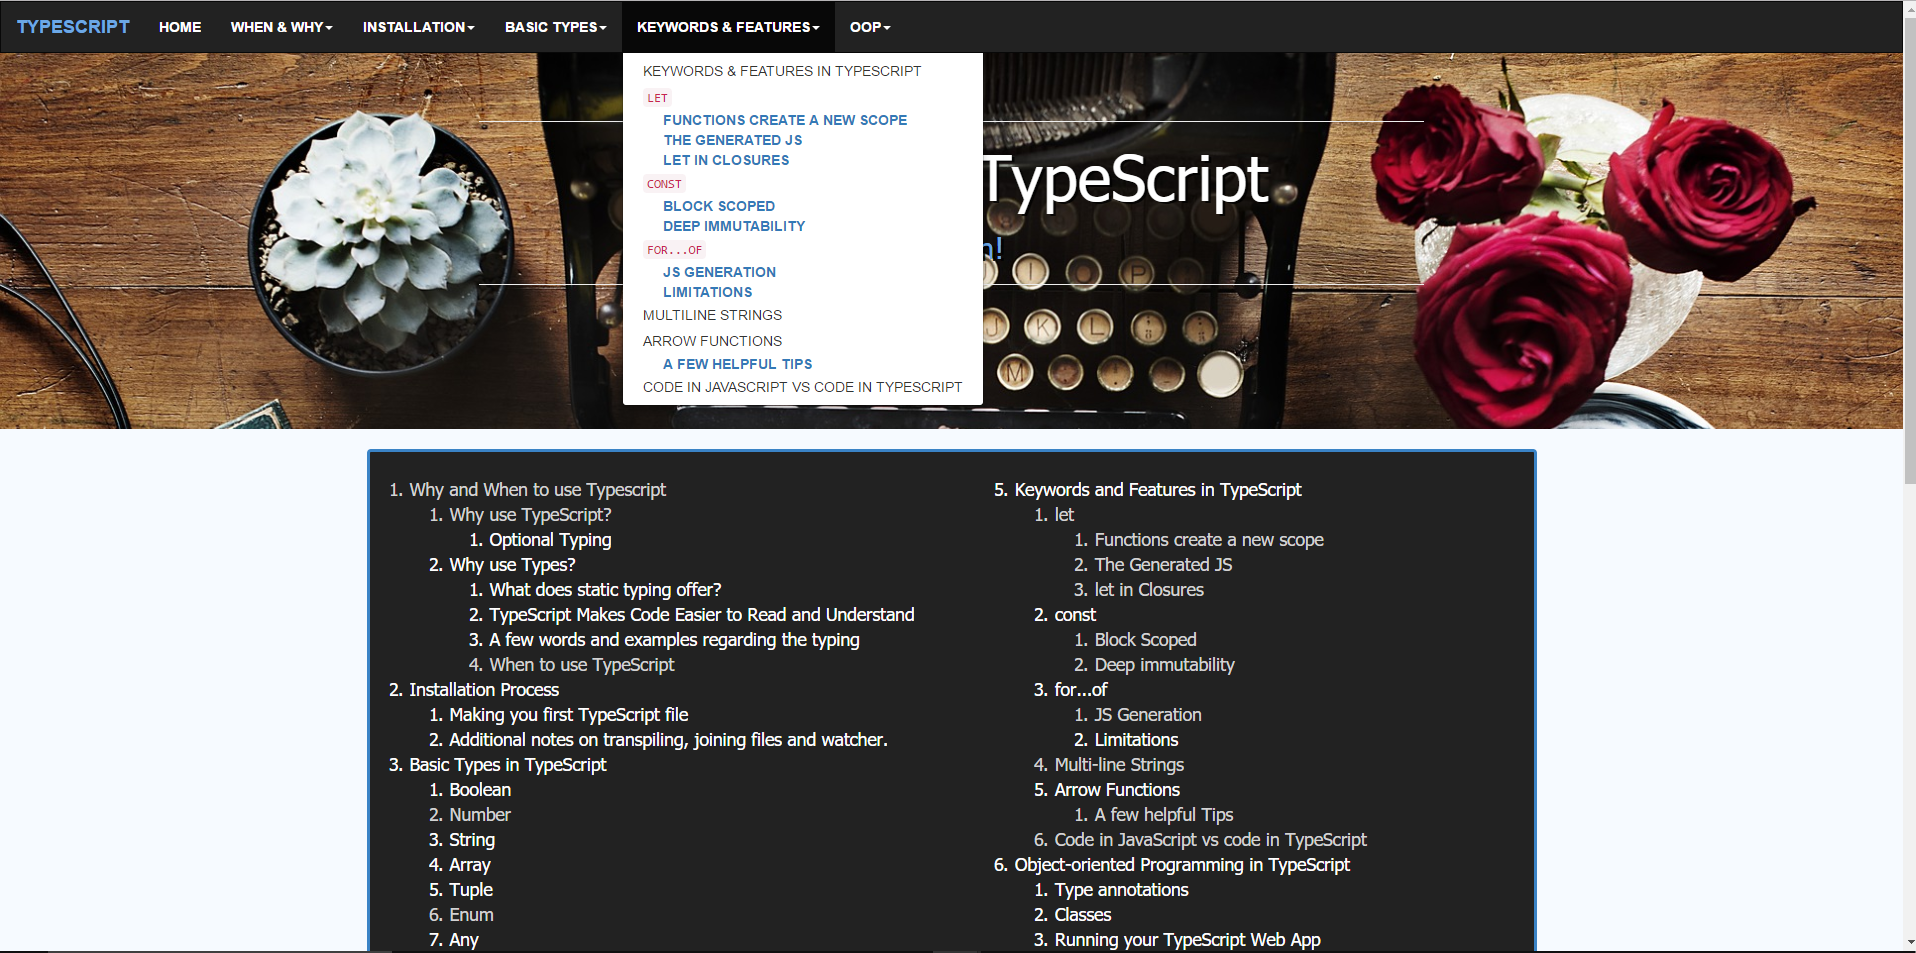 TYPESCRIPT HOME WHEN & WHY INSTALLATION BASIC TYPES KEYWORDS & FEATURES OOP
KEYWORDS & FEATURES IN TYPESCRIPT
LET
FUNCTIONS CREATE A NEW SCOPE
THE GENERATED JS
LET IN CLOSURES
CONST
BLOCK SCOPED
DEEP IMMUTABILITY
FOR...OF
JS GENERATION
LIMITATIONS
MULTILINE STRINGS
ARROW FUNCTIONS
A FEW HELPFUL TIPS
CODE IN JAVASCRIPT VS CODE IN TYPESCRIPT
TypeScript
n!
I O P
J K L : ;
M
1. Why and When to use Typescript
1. Why use TypeScript?
1. Optional Typing
2. Why use Types?
1. What does static typing offer?
2. TypeScript Makes Code Easier to Read and Understand
3. A few words and examples regarding the typing
4. When to use TypeScript
2. Installation Process
1. Making you first TypeScript file
2. Additional notes on transpiling, joining files and watcher.
3. Basic Types in TypeScript
1. Boolean
2. Number
3. String
4. Array
5. Tuple
6. Enum
7. Any
5. Keywords and Features in TypeScript
1. let
1. Functions create a new scope
2. The Generated JS
3. let in Closures
2. const
1. Block Scoped
2. Deep immutability
3. for...of
1. JS Generation
2. Limitations
4. Multi-line Strings
5. Arrow Functions
1. A few helpful Tips
6. Code in JavaScript vs code in TypeScript
6. Object-oriented Programming in TypeScript
1. Type annotations
2. Classes
3. Running your TypeScript Web App